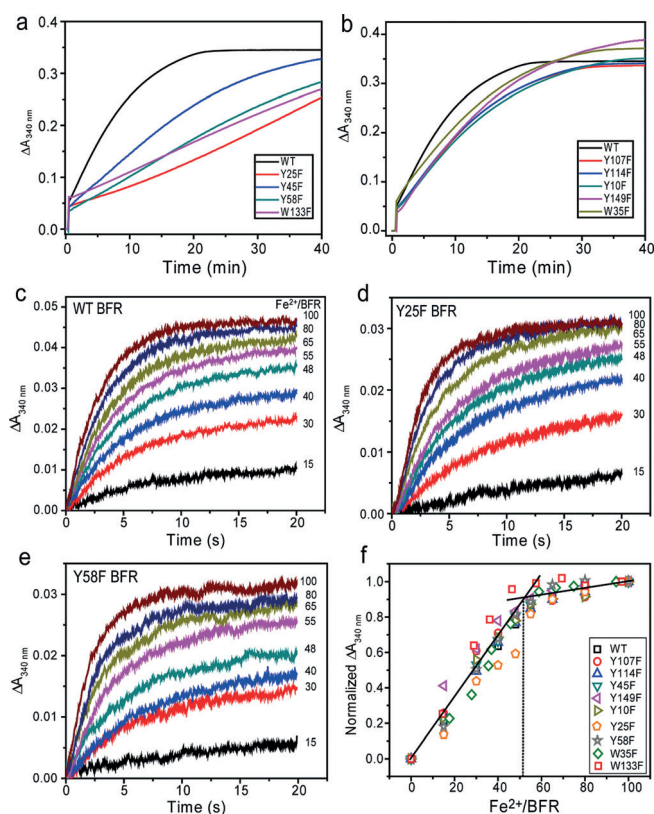 a
0.4
0.3
0.2
0.1
0.0
ΔA340 nm
0 10 20 30 40
Time (min)
WT
Y25F
Y45F
Y58F
W133F
b
0.4
0.3
0.2
0.1
0.0
ΔA340 nm
0 10 20 30 40
Time (min)
WT
Y107F
Y114F
Y10F
Y149F
W35F
c
WT BFR
Fe2+/BFR
0.05
0.04
0.03
0.02
0.01
0.00
ΔA340 nm
100
80
65
55
48
40
30
15
0 5 10 15 20
Time (s)
d
Y25F BFR
0.03
0.02
0.01
0.00
ΔA340 nm
100
80
65
55
48
40
30
15
0 5 10 15 20
Time (s)
e
Y58F BFR
0.03
0.02
0.01
0.00
ΔA340 nm
100
80
65
55
48
40
30
15
0 5 10 15 20
Time (s)
f
1.0
0.8
0.6
0.4
0.2
0.0
Normalized ΔA340 nm
WT
Y107F
Y114F
Y45F
Y149F
Y10F
Y25F
Y58F
W35F
W133F
0 20 40 60 80 100
Fe2+/BFR